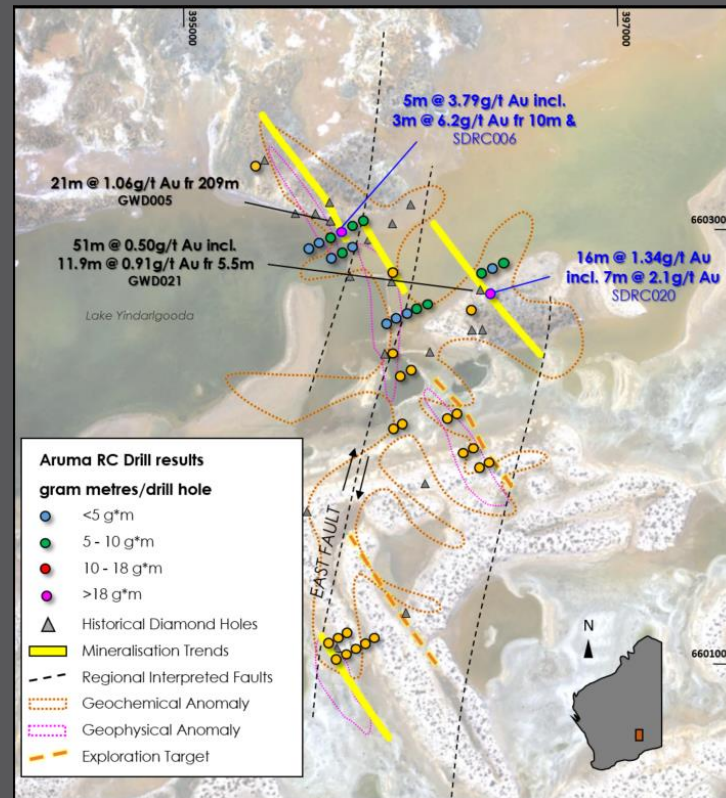 395000
397000
5m @ 3.79g/t Au incl.
3m @ 6.2g/t Au fr 10m &
SDRC006
21m @ 1.06g/t Au fr 209m
GWD005
660300
51m @ 0.50g/t Au incl.
11.9m @ 0.91g/t Au fr 5.5m
GWD021
16m @ 1.34g/t Au
incl. 7m @ 2.1g/t Au
SDRC020
Lake Yindarlgooda
EAST FAULT
Aruma RC Drill results
gram metres/drill hole
<5 g*m
5 - 10 g*m
10 - 18 g*m
>18 g*m
Historical Diamond Holes
Mineralisation Trends
Regional Interpreted Faults
Geochemical Anomaly
Geophysical Anomaly
Exploration Target
N
660100